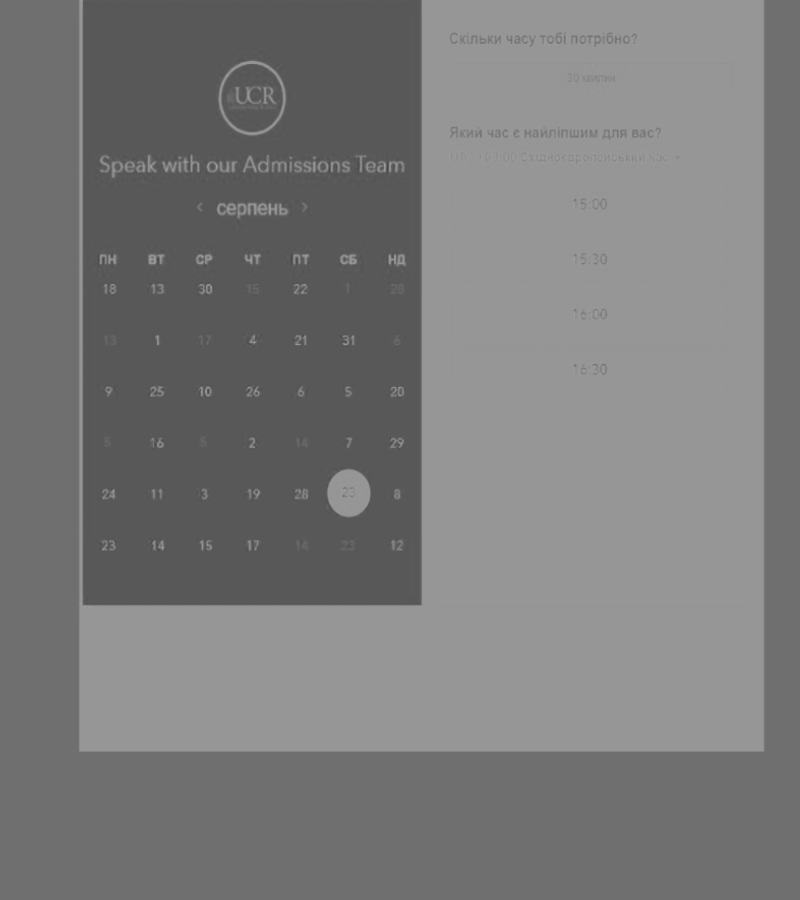 UCR
Speak with our Admissions Team
< серпень >
ПН ВТ СР ЧТ ПТ СБ НД
18 13 30 15 22 1 28
13 1 17 4 21 31 6
9 25 10 26 6 5 20
5 16 5 2 14 7 29
24 11 3 19 28 23 8
23 14 15 17 14 23 12
Скільки часу тобі потрібно?
30 хвилин
Який час є найліпшим для вас?
Східноєвропейський час
15:00
15:30
16:00
16:30